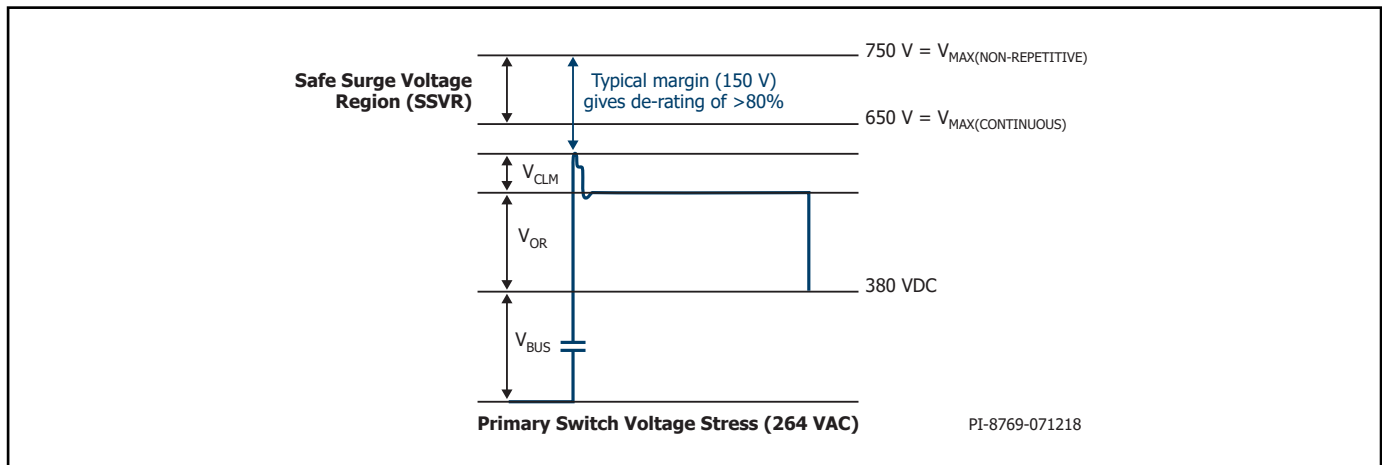 750 V = VMAX(NON-REPETITIVE)
Safe Surge Voltage
Region (SSVR)
Typical margin (150 V)
gives de-rating of >80%
650 V = VMAX(CONTINUOUS)
VCLM
VOR
380 VDC
VBUS
Primary Switch Voltage Stress (264 VAC)
PI-8769-071218